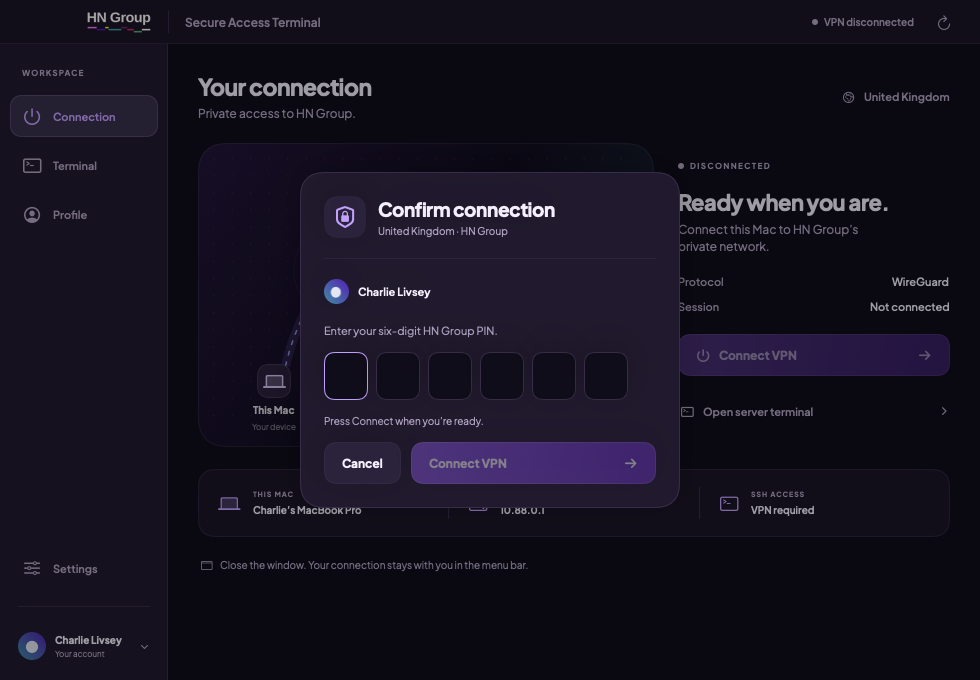 HN Group
Secure Access Terminal
VPN disconnected
WORKSPACE
Connection
Terminal
Profile
Settings
Charlie Livsey
Your account
Your connection
Private access to HN Group.
United Kingdom
DISCONNECTED
Ready when you are.
Connect this Mac to HN Group's
private network.
Protocol
WireGuard
Session
Not connected
Connect VPN
Open server terminal
This Mac
Your device
Confirm connection
United Kingdom · HN Group
Charlie Livsey
Enter your six-digit HN Group PIN.
Press Connect when you're ready.
Cancel
Connect VPN
THIS MAC
Charlie's MacBook Pro
10.88.0.1
SSH ACCESS
VPN required
Close the window. Your connection stays with you in the menu bar.